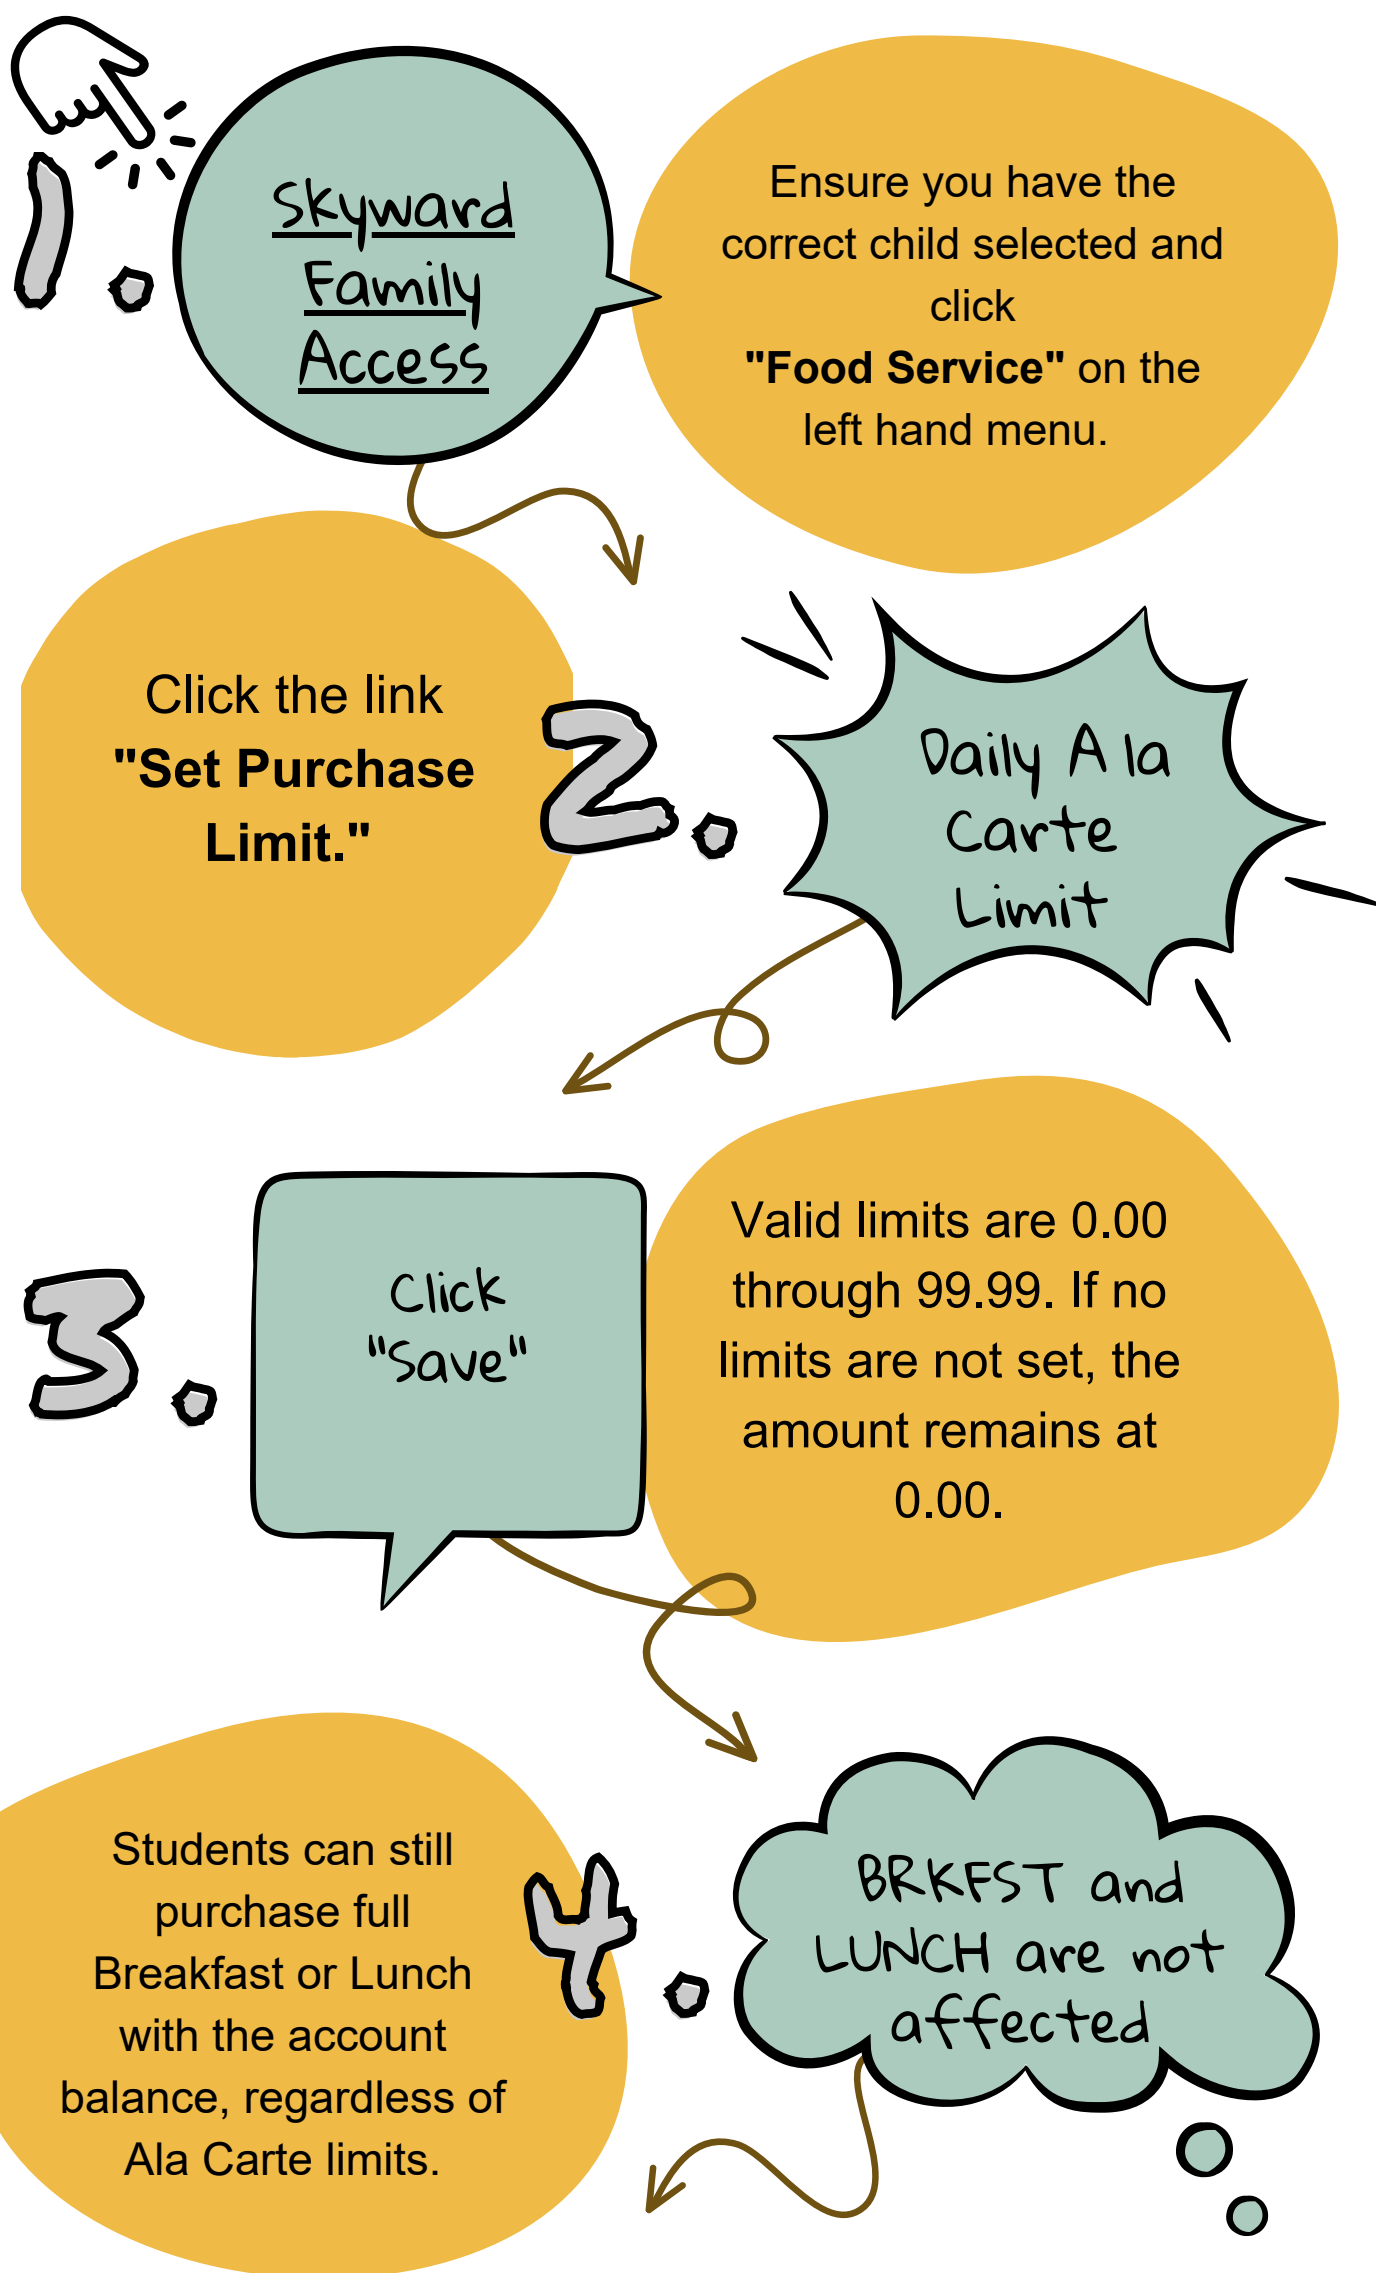 1.
Skyward
Family
Access
Ensure you have the
correct child selected and
click
"Food Service" on the
left hand menu.
Click the link
"Set Purchase
Limit."
2.
Daily A la
Carte
Limit
3.
Click
"Save"
Valid limits are 0.00
through 99.99. If no
limits are not set, the
amount remains at
0.00.
Students can still
purchase full
Breakfast or Lunch
with the account
balance, regardless of
Ala Carte limits.
4.
BRKFST and
LUNCH are not
affected